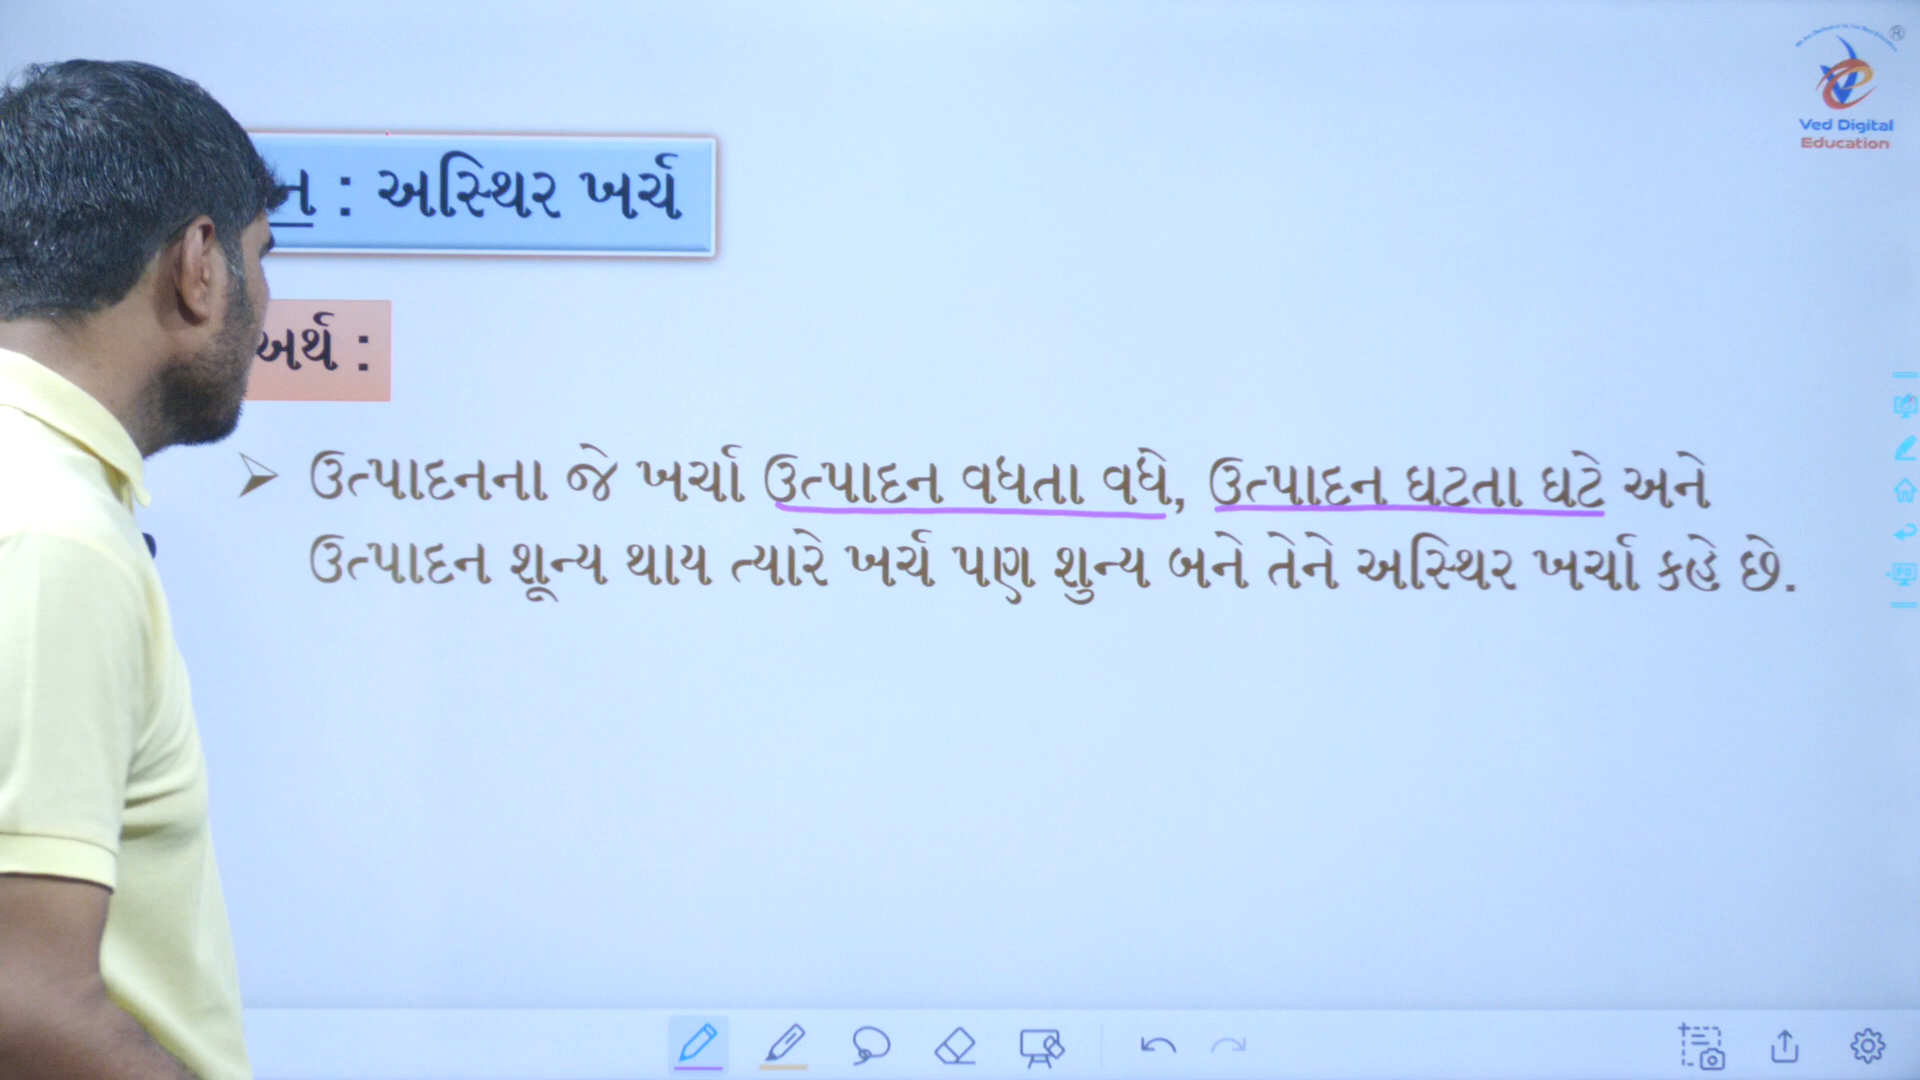 : અસ્થિર ખર્ચ
અર્થ :
ઉત્પાદનના જે ખર્ચા ઉત્પાદન વધતા વધે, ઉત્પાદન ઘટતા ઘટે અને
ઉત્પાદન શૂન્ય થાય ત્યારે ખર્ચ પણ શુન્ય બને તેને અસ્થિર ખર્ચા કહે છે.
Ved Digital
Education